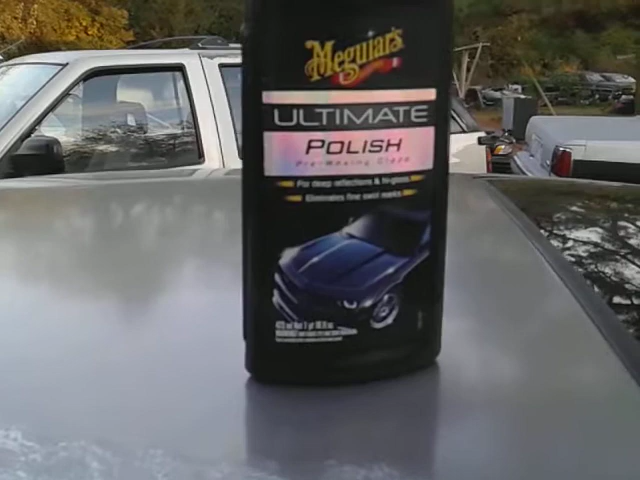 Meguiar's
ULTIMATE
POLISH
Pre-Waxing Glaze
For deep reflections & hi-gloss
Eliminates fine swirl marks